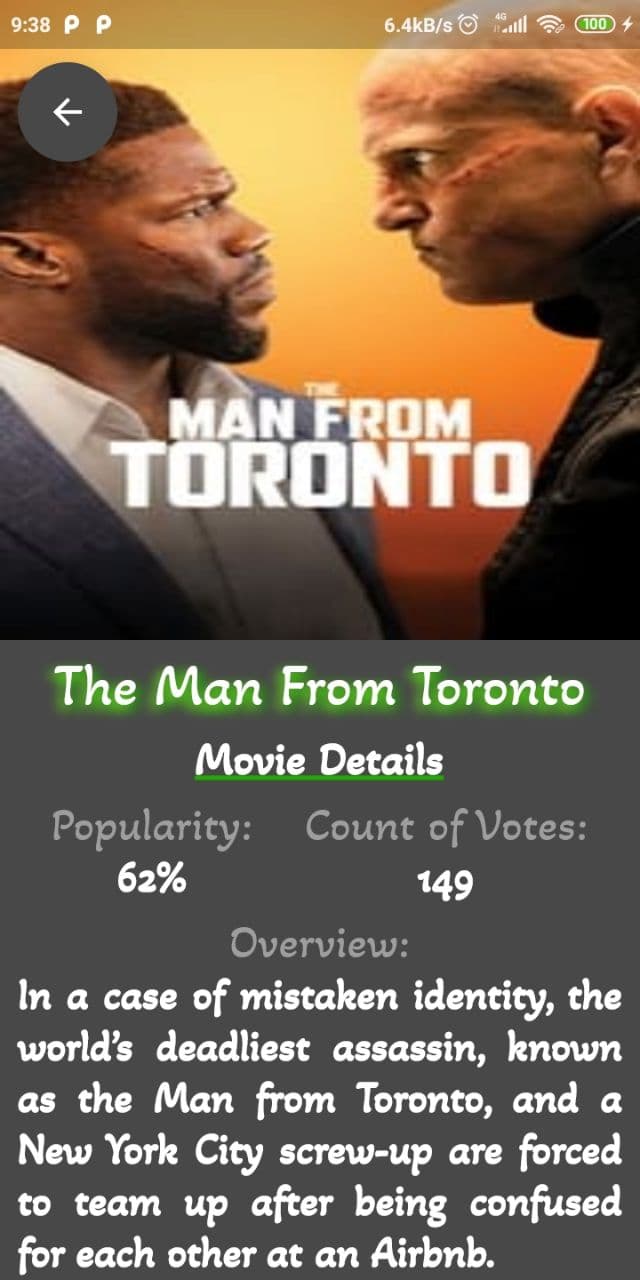 9:38 P P 6.4kB/s 4G 100
THE
MAN FROM
TORONTO
The Man From Toronto
Movie Details
Popularity: Count of Votes:
62% 149
Overview:
In a case of mistaken identity, the
world's deadliest assassin, known
as the Man from Toronto, and a
New York City screw-up are forced
to team up after being confused
for each other at an Airbnb.